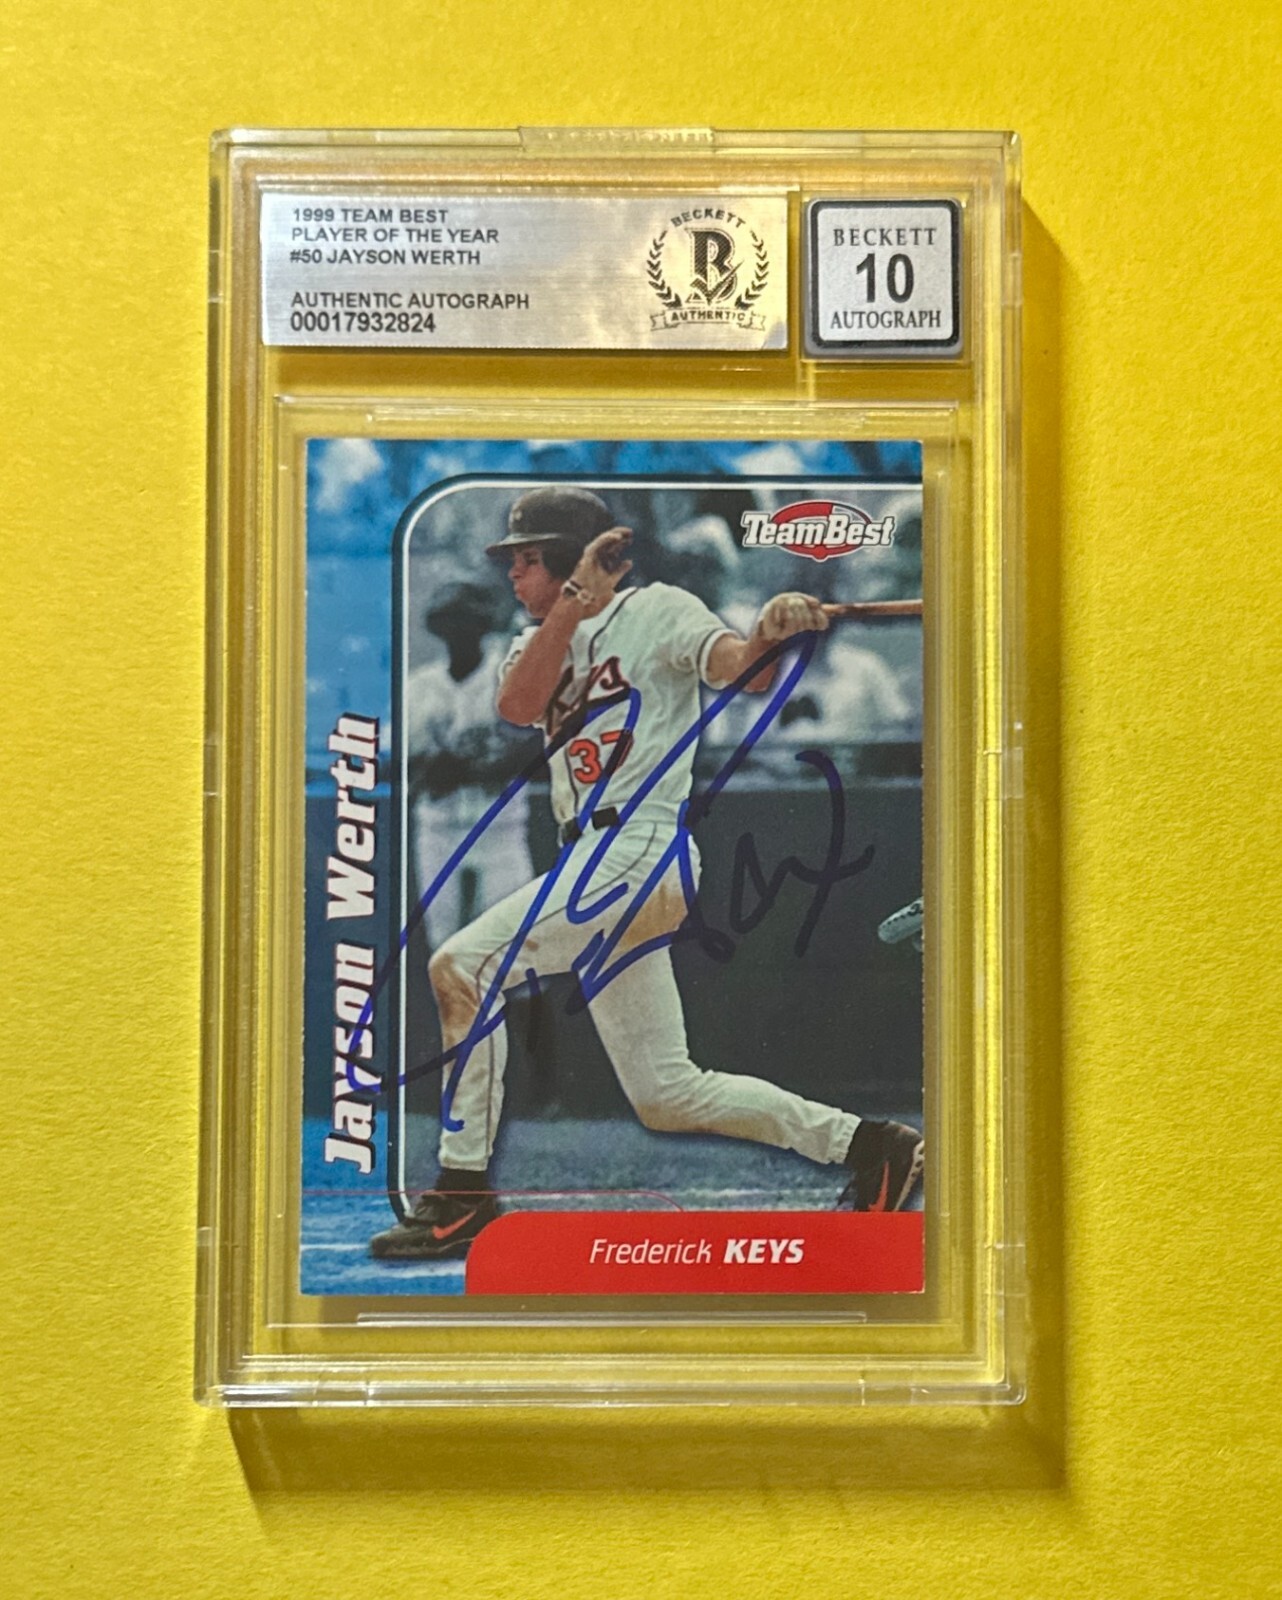 1999 TEAM BEST
PLAYER OF THE YEAR
#50 JAYSON WERTH
AUTHENTIC AUTOGRAPH
00017932824
BECKETT
B
AUTHENTIC
BECKETT
10
AUTOGRAPH
TeamBest
Keys
37
Jayson Werth
Frederick KEYS